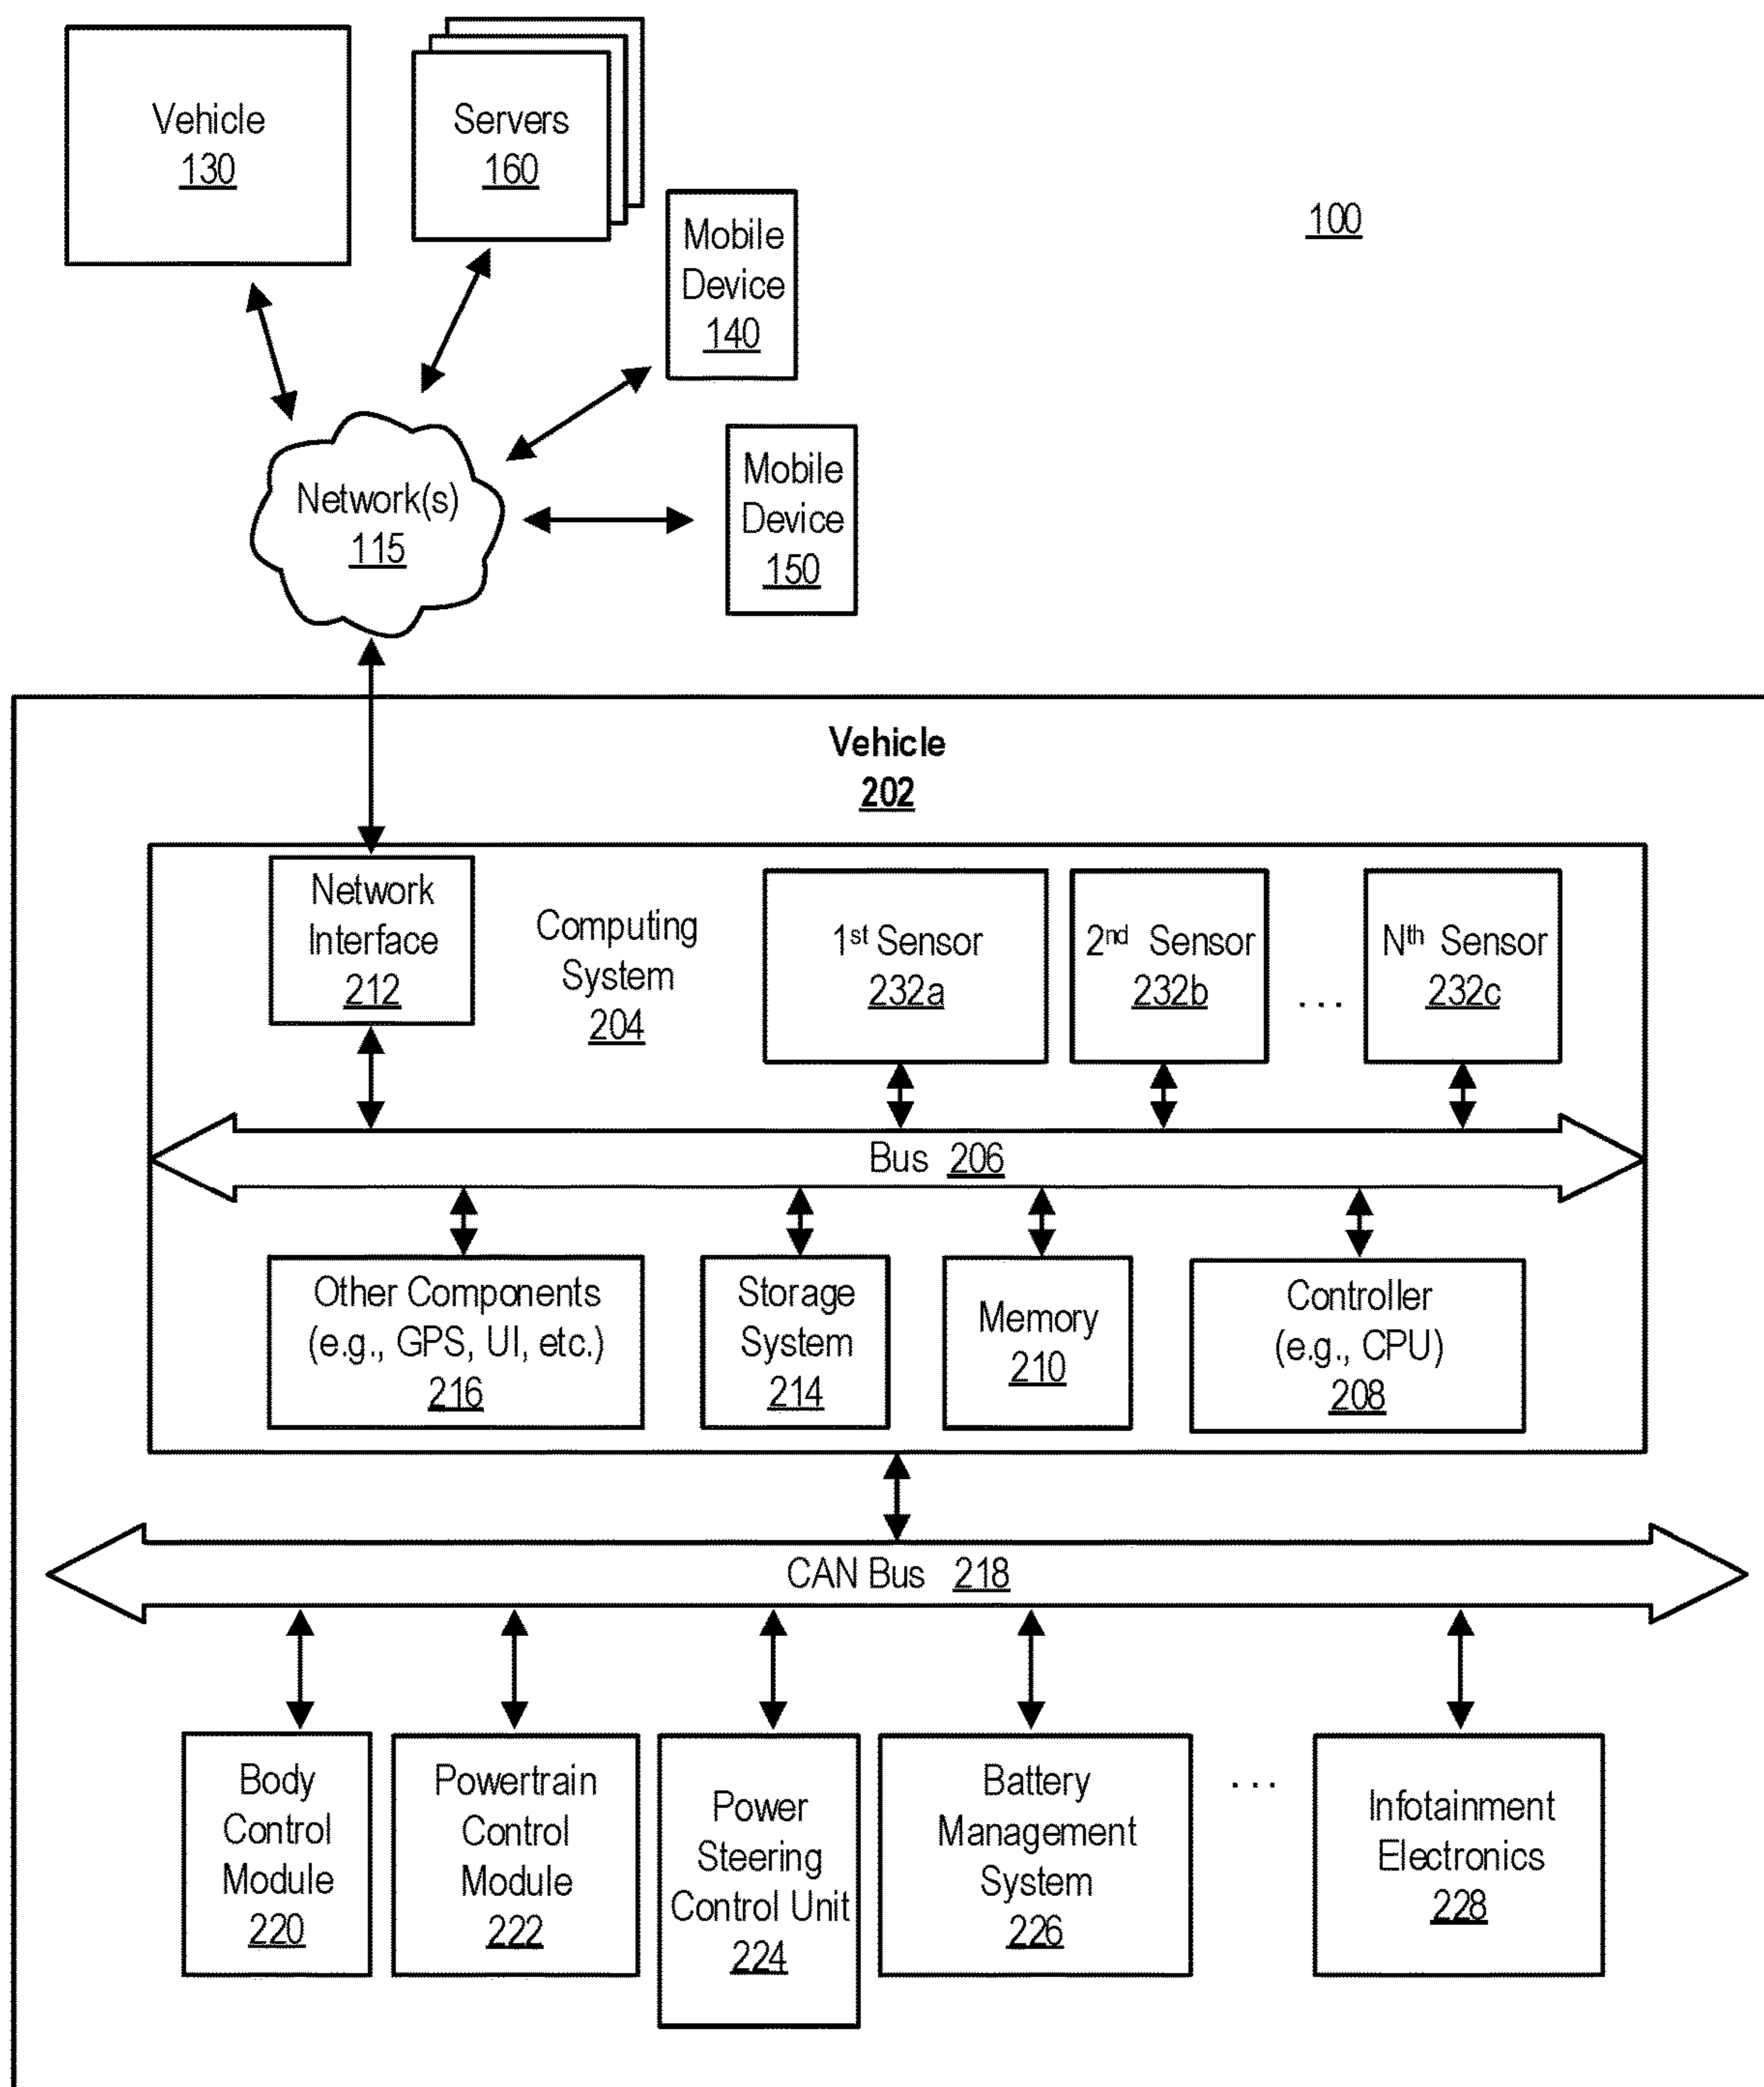 Vehicle
130
Servers
160
Mobile
Device
140
100
Mobile
Device
150
Network(s)
115
Vehicle
202
Network
Interface
212
Computing
System
204
1st Sensor
232a
2nd Sensor
232b
...
Nth Sensor
232c
Bus 206
Other Components
(e.g., GPS, UI, etc.)
216
Storage
System
214
Memory
210
Controller
(e.g., CPU)
208
CAN Bus 218
Body
Control
Module
220
Powertrain
Control
Module
222
Power
Steering
Control Unit
224
Battery
Management
System
226
...
Infotainment
Electronics
228